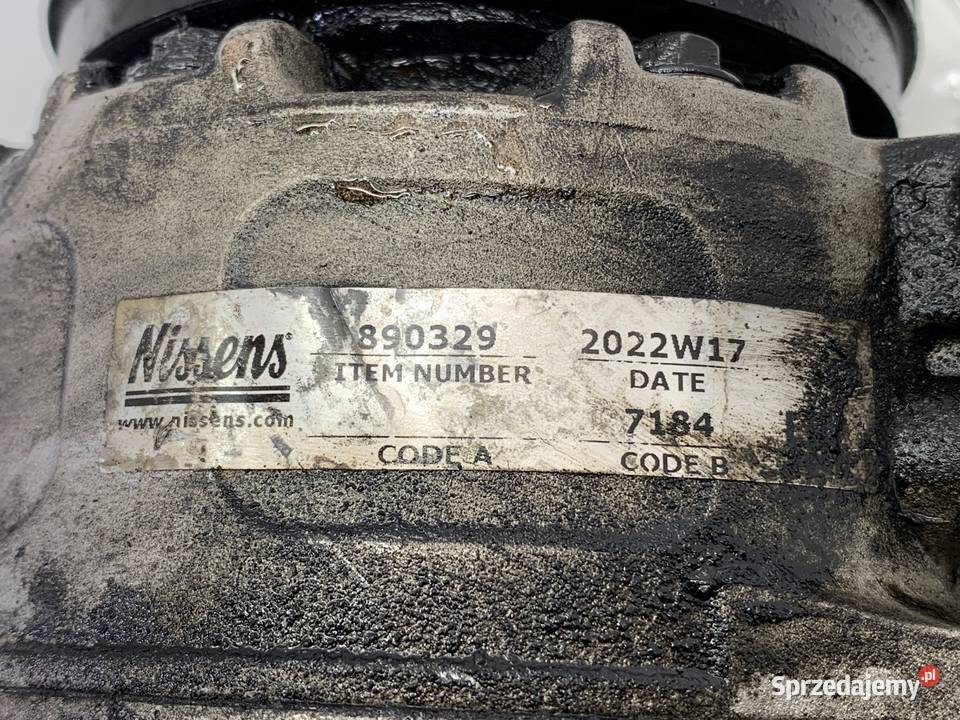 Nissens®
www.nissens.com
890329
ITEM NUMBER
2022W17
DATE
CODE A
7184
CODE B
Sprzedajemy.pl